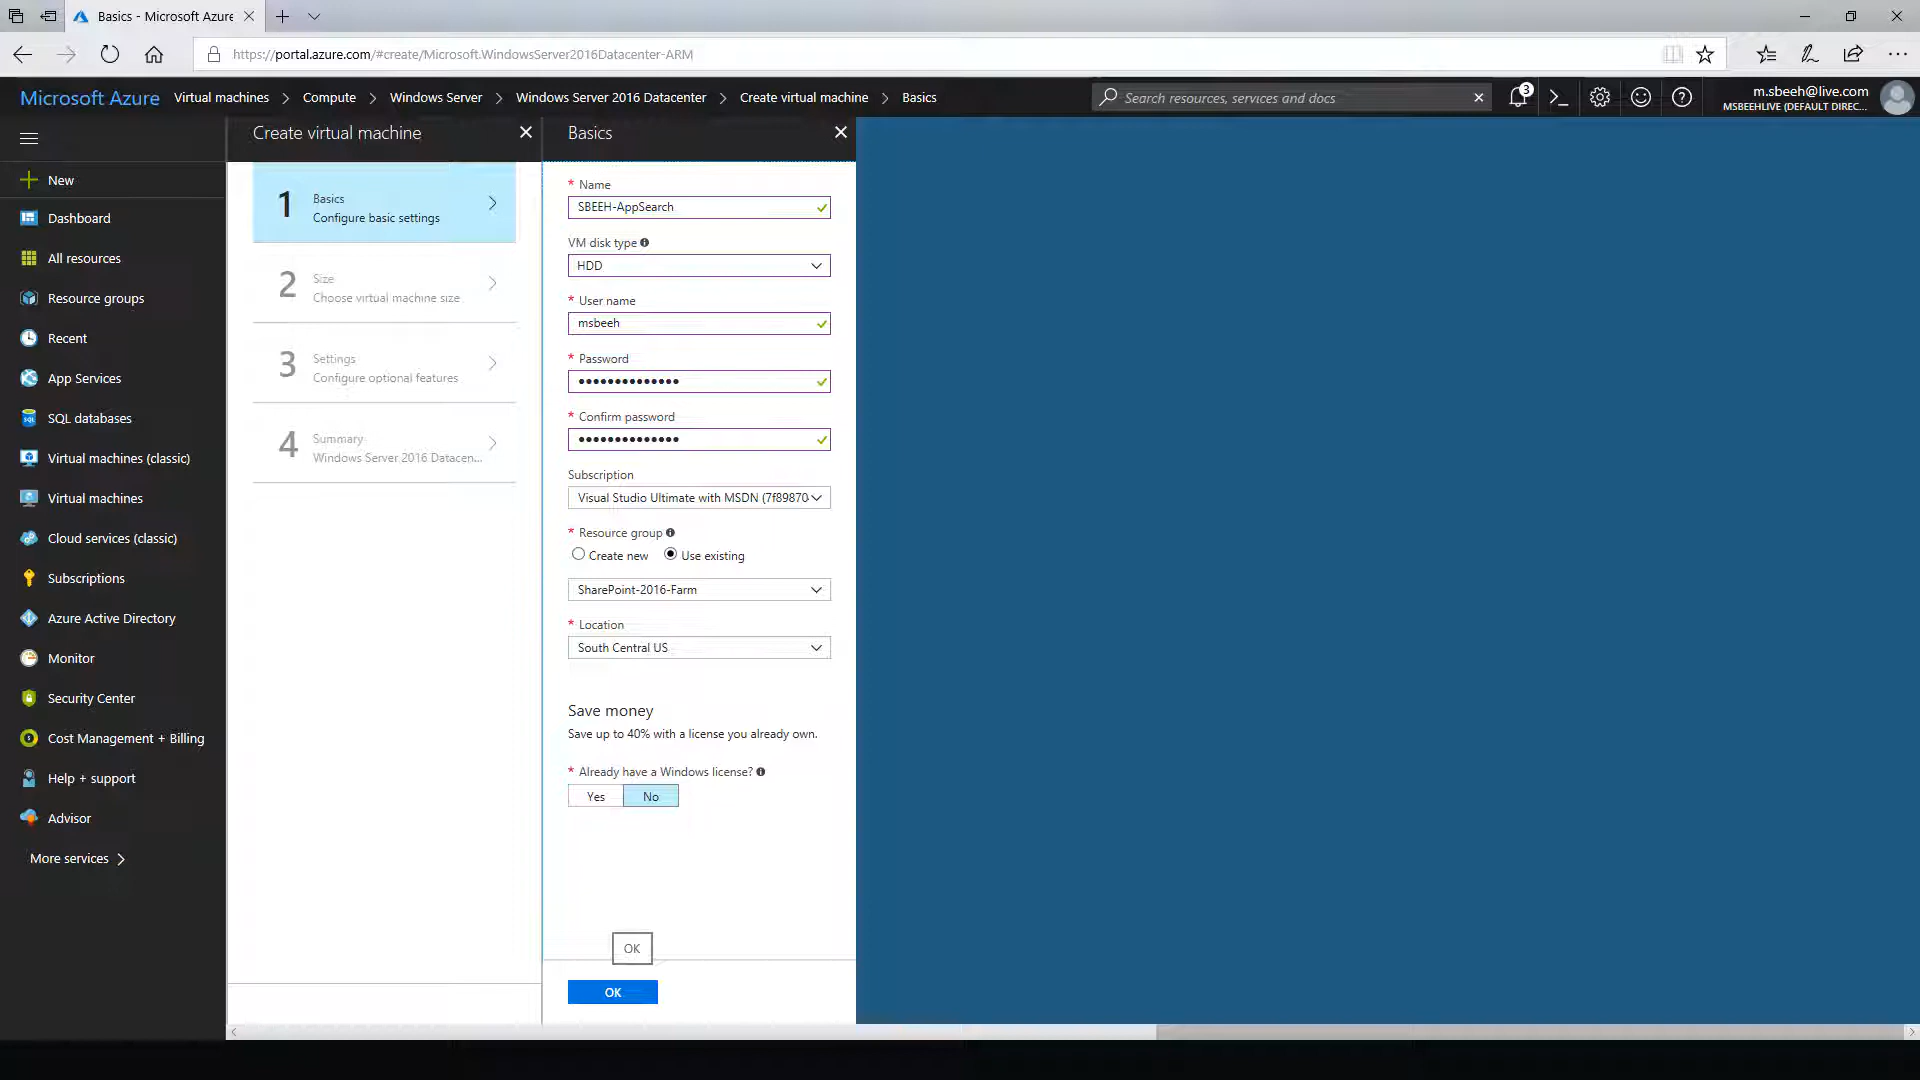 Basics - Microsoft Azure
https://portal.azure.com/#create/Microsoft.WindowsServer2016Datacenter-ARM
Microsoft Azure
Virtual machines
Compute
Windows Server
Windows Server 2016 Datacenter
Create virtual machine
Basics
Search resources, services and docs
3
m.sbeeh@live.com
MSBEEHLIVE (DEFAULT DIREC...
New
Dashboard
All resources
Resource groups
Recent
App Services
SQL databases
Virtual machines (classic)
Virtual machines
Cloud services (classic)
Subscriptions
Azure Active Directory
Monitor
Security Center
Cost Management + Billing
Help + support
Advisor
More services
Create virtual machine
1
Basics
Configure basic settings
2
Size
Choose virtual machine size
3
Settings
Configure optional features
4
Summary
Windows Server 2016 Datacen...
Basics
* Name
SBEEH-AppSearch
VM disk type
HDD
* User name
msbeeh
* Password
••••••••••••••
* Confirm password
••••••••••••••
Subscription
Visual Studio Ultimate with MSDN (7f89870
* Resource group
Create new Use existing
SharePoint-2016-Farm
* Location
South Central US
Save money
Save up to 40% with a license you already own.
* Already have a Windows license?
Yes No
OK
OK